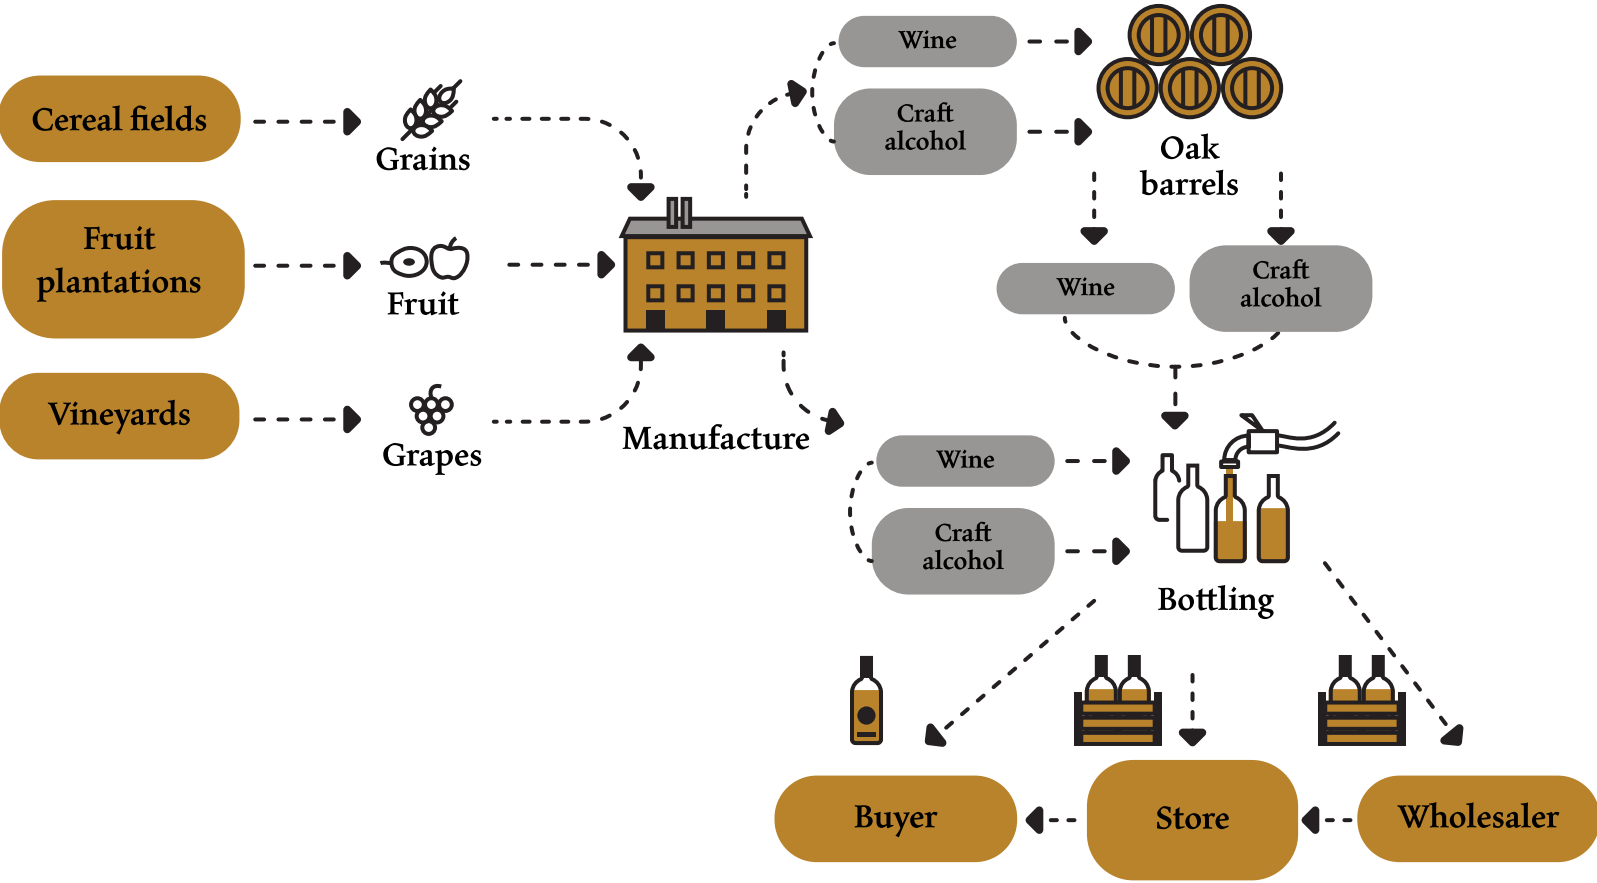 Cereal fields
Grains
Fruit
plantations
Fruit
Vineyards
Grapes
Manufacture
Wine
Craft
alcohol
Oak
barrels
Wine
Craft
alcohol
Wine
Craft
alcohol
Bottling
Buyer
Store
Wholesaler